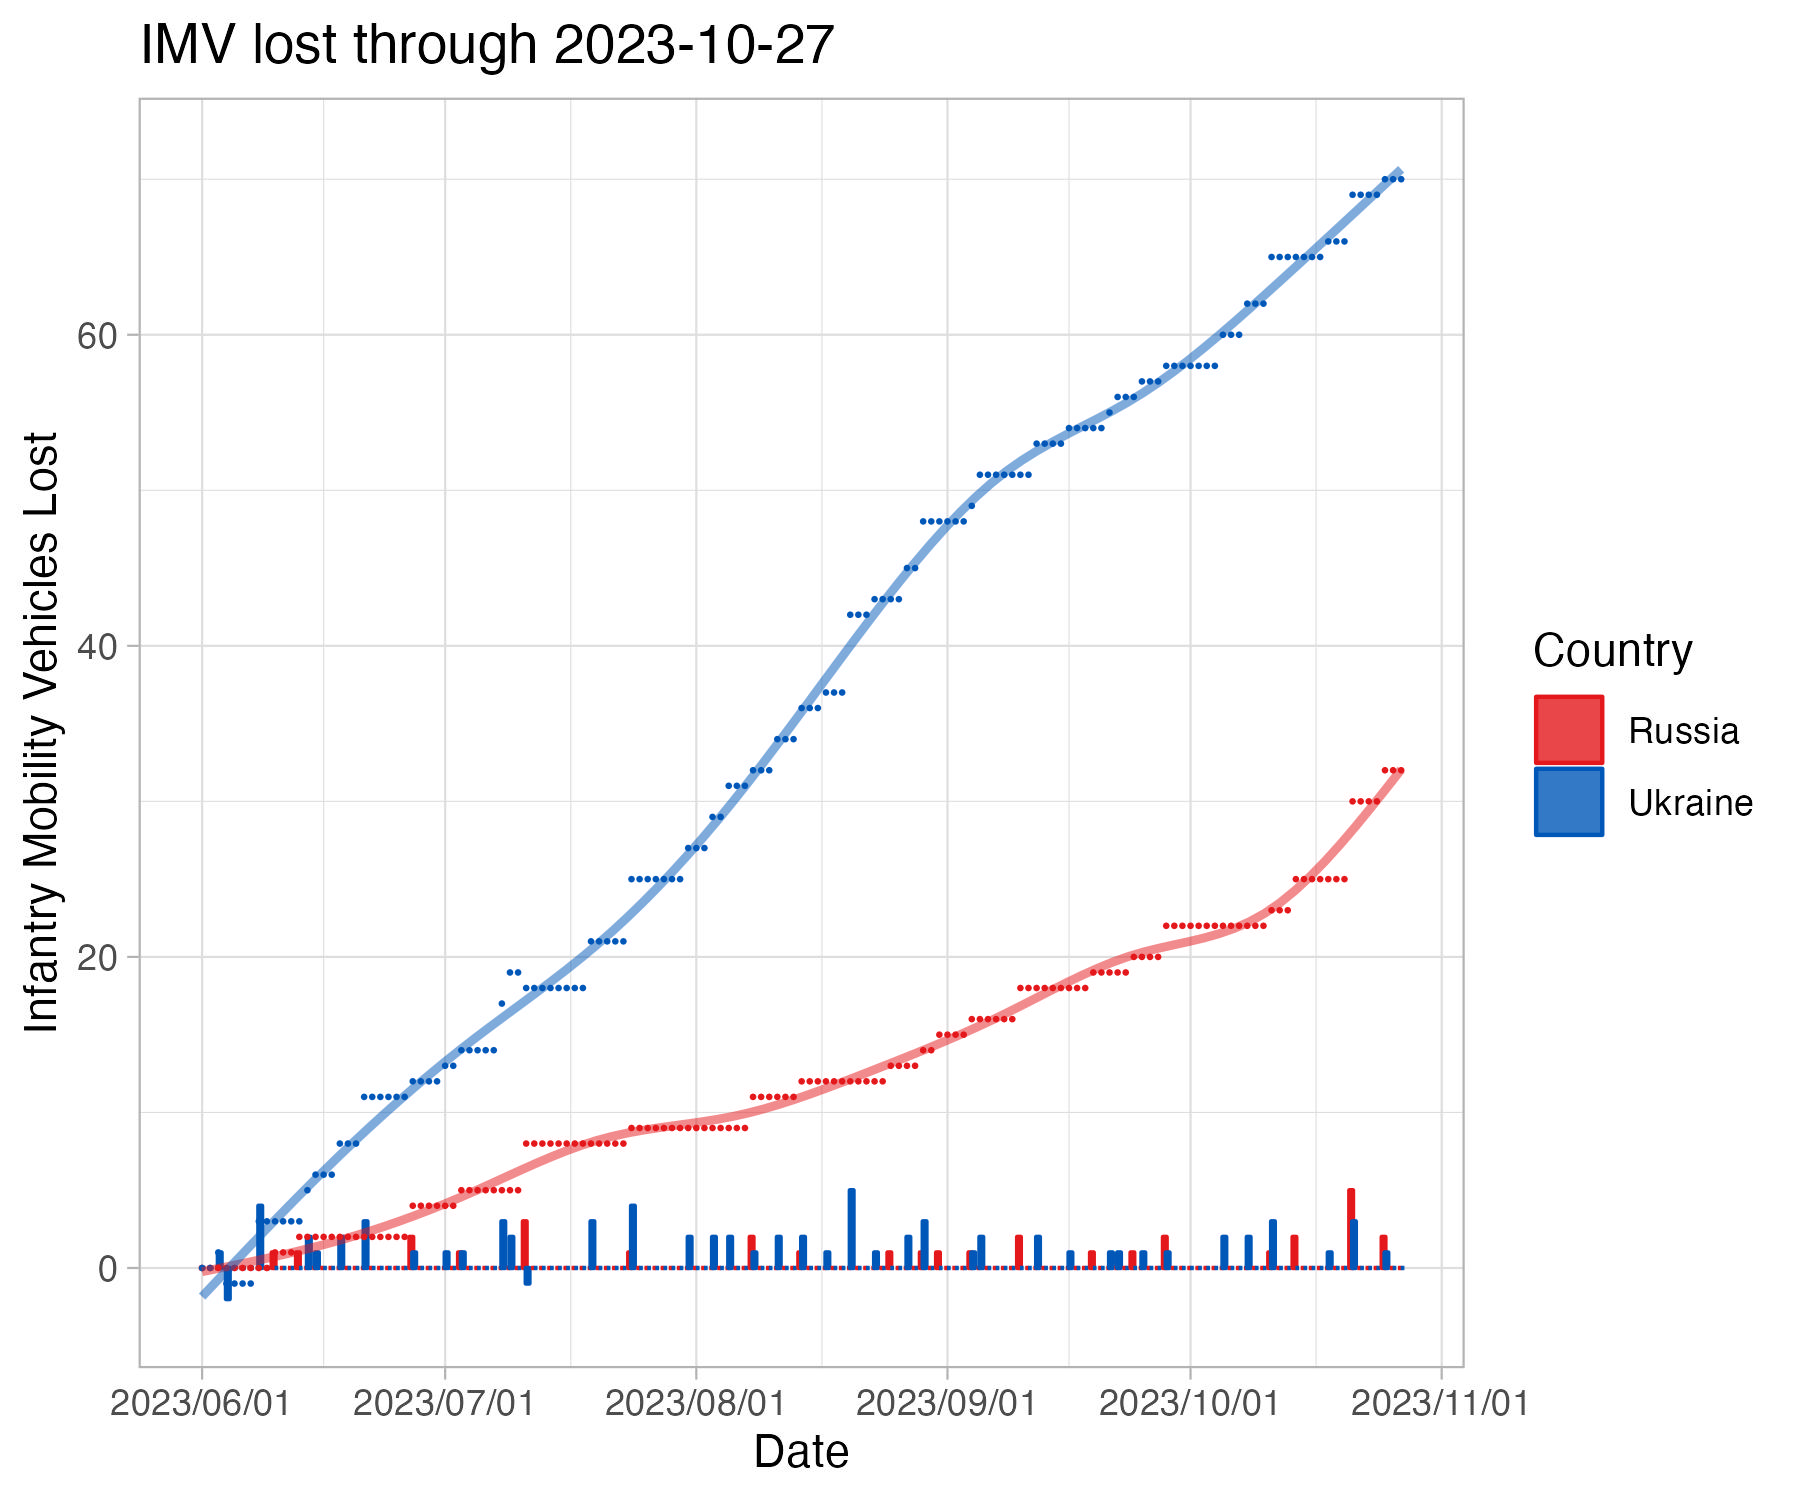 IMV lost through 2023-10-27
Infantry Mobility Vehicles Lost
60
40
20
0
2023/06/01
2023/07/01
2023/08/01
2023/09/01
2023/10/01
2023/11/01
Date
Country
Russia
Ukraine